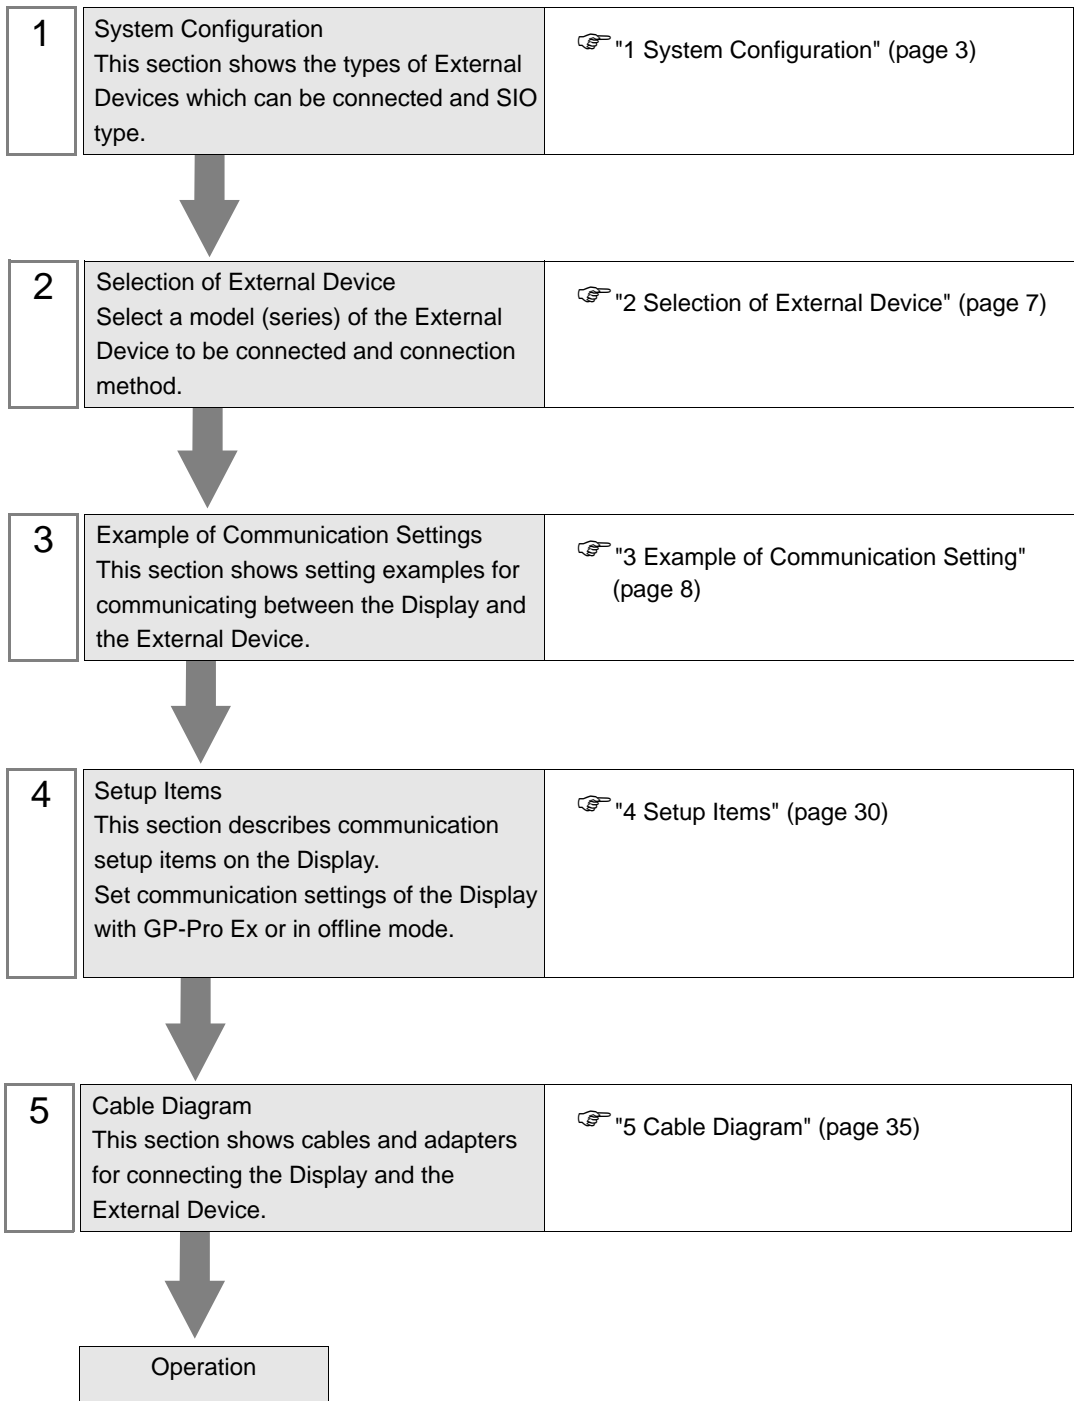 1
System Configuration
This section shows the types of External
Devices which can be connected and SIO
type.
"1 System Configuration" (page 3)
2
Selection of External Device
Select a model (series) of the External
Device to be connected and connection
method.
"2 Selection of External Device" (page 7)
3
Example of Communication Settings
This section shows setting examples for
communicating between the Display and
the External Device.
"3 Example of Communication Setting"
(page 8)
4
Setup Items
This section describes communication
setup items on the Display.
Set communication settings of the Display
with GP-Pro Ex or in offline mode.
"4 Setup Items" (page 30)
5
Cable Diagram
This section shows cables and adapters
for connecting the Display and the
External Device.
"5 Cable Diagram" (page 35)
Operation